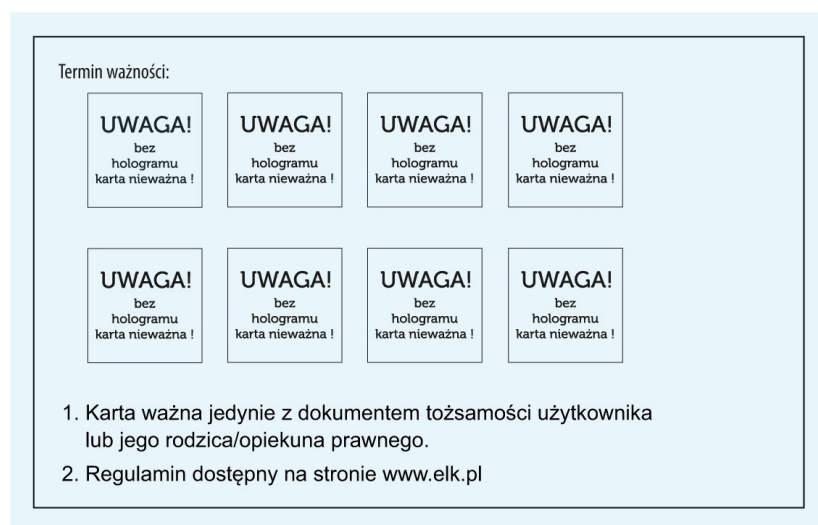 Termin ważności:
UWAGA! UWAGA! UWAGA! UWAGA!
bez bez bez bez
hologramu hologramu hologramu hologramu
karta nieważna ! karta nieważna ! karta nieważna ! karta nieważna !
UWAGA! UWAGA! UWAGA! UWAGA!
bez bez bez bez
hologramu hologramu hologramu hologramu
karta nieważna ! karta nieważna ! karta nieważna ! karta nieważna !
1. Karta ważna jedynie z dokumentem tożsamości użytkownika
lub jego rodzica/opiekuna prawnego.
2. Regulamin dostępny na stronie www.elk.pl